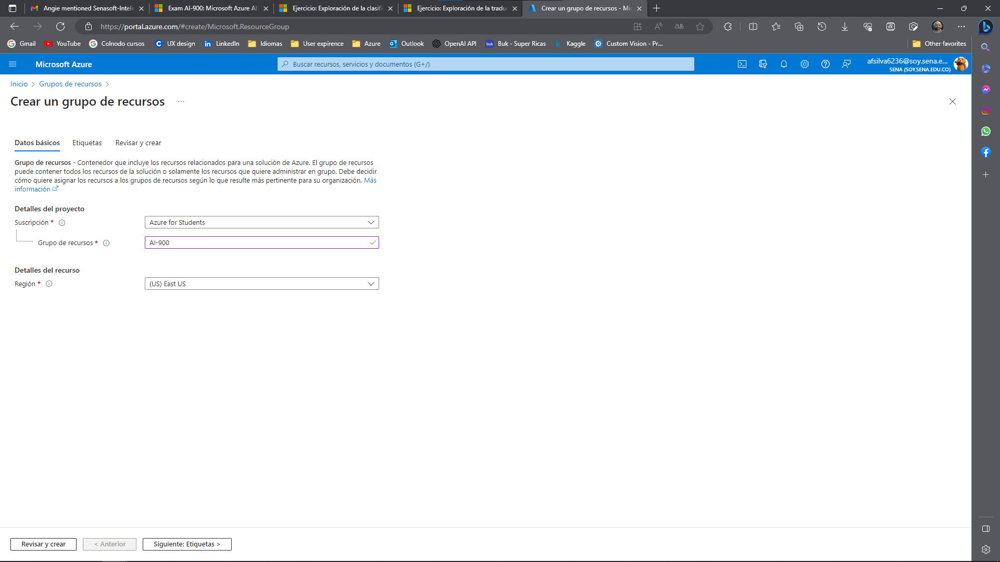 Angie mentioned Senasoft-Inteli
Exam AI-900: Microsoft Azure AI
Ejercicio: Exploración de la clasifi
Ejercicio: Exploración de la traduc
Crear un grupo de recursos - Mic
https://portal.azure.com/#create/Microsoft.ResourceGroup
Gmail
YouTube
Colnodo cursos
UX design
LinkedIn
Idiomas
User expirence
Azure
Outlook
OpenAI API
Buk - Super Ricas
Kaggle
Custom Vision - Pr...
Other favorites
Microsoft Azure
Buscar recursos, servicios y documentos (G+/)
afsilva6236@soy.sena.e...
SENA (SOY.SENA.EDU.CO)
Inicio > Grupos de recursos >
Crear un grupo de recursos ...
Datos básicos
Etiquetas
Revisar y crear
Grupo de recursos - Contenedor que incluye los recursos relacionados para una solución de Azure. El grupo de recursos
puede contener todos los recursos de la solución o solamente los recursos que quiere administrar en grupo. Debe decidir
cómo quiere asignar los recursos a los grupos de recursos según lo que resulte más pertinente para su organización. Más
información
Detalles del proyecto
Suscripción *
Azure for Students
Grupo de recursos *
AI-900
Detalles del recurso
Región *
(US) East US
Revisar y crear
< Anterior
Siguiente: Etiquetas >